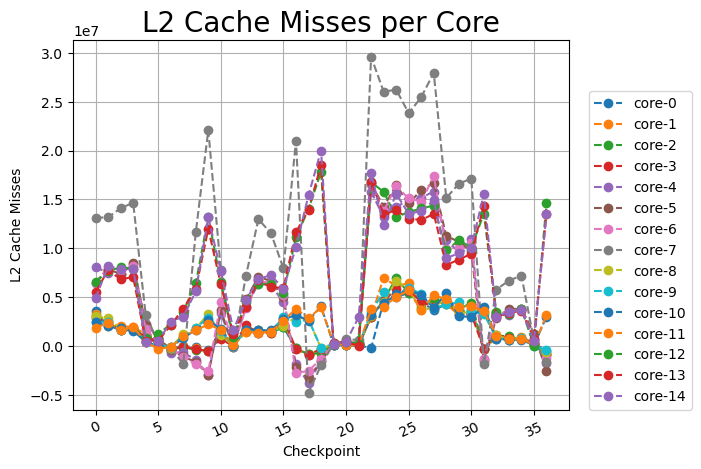 L2 Cache Misses per Core
1e7
3.0
2.5
2.0
1.5
1.0
0.5
0.0
−0.5
L2 Cache Misses
0
5
10
15
20
25
30
35
Checkpoint
core-0
core-1
core-2
core-3
core-4
core-5
core-6
core-7
core-8
core-9
core-10
core-11
core-12
core-13
core-14